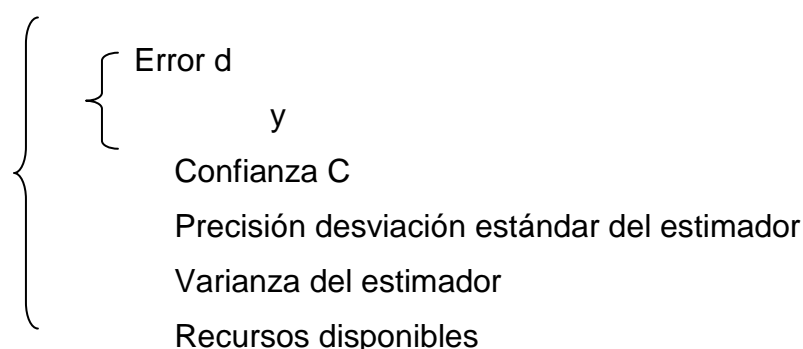 Error d
y
Confianza C
Precisión desviación estándar del estimador
Varianza del estimador
Recursos disponibles